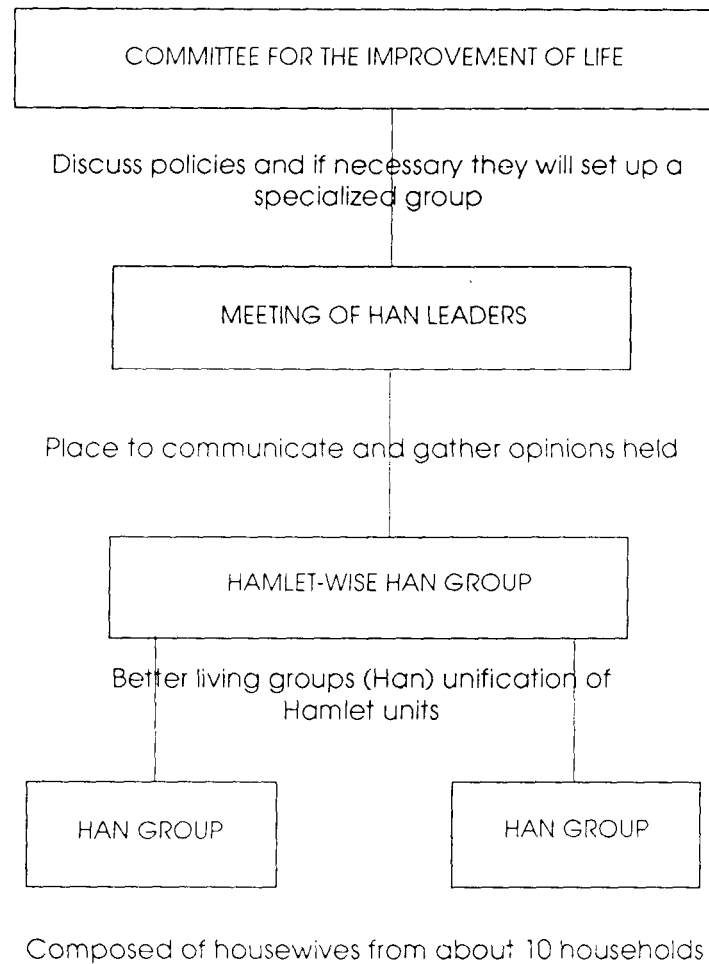 COMMITTEE FOR THE IMPROVEMENT OF LIFE
Discuss policies and if necessary they will set up a
specialized group
MEETING OF HAN LEADERS
Place to communicate and gather opinions held
HAMLET-WISE HAN GROUP
Better living groups (Han) unification of
Hamlet units
HAN GROUP
HAN GROUP
Composed of housewives from about 10 households